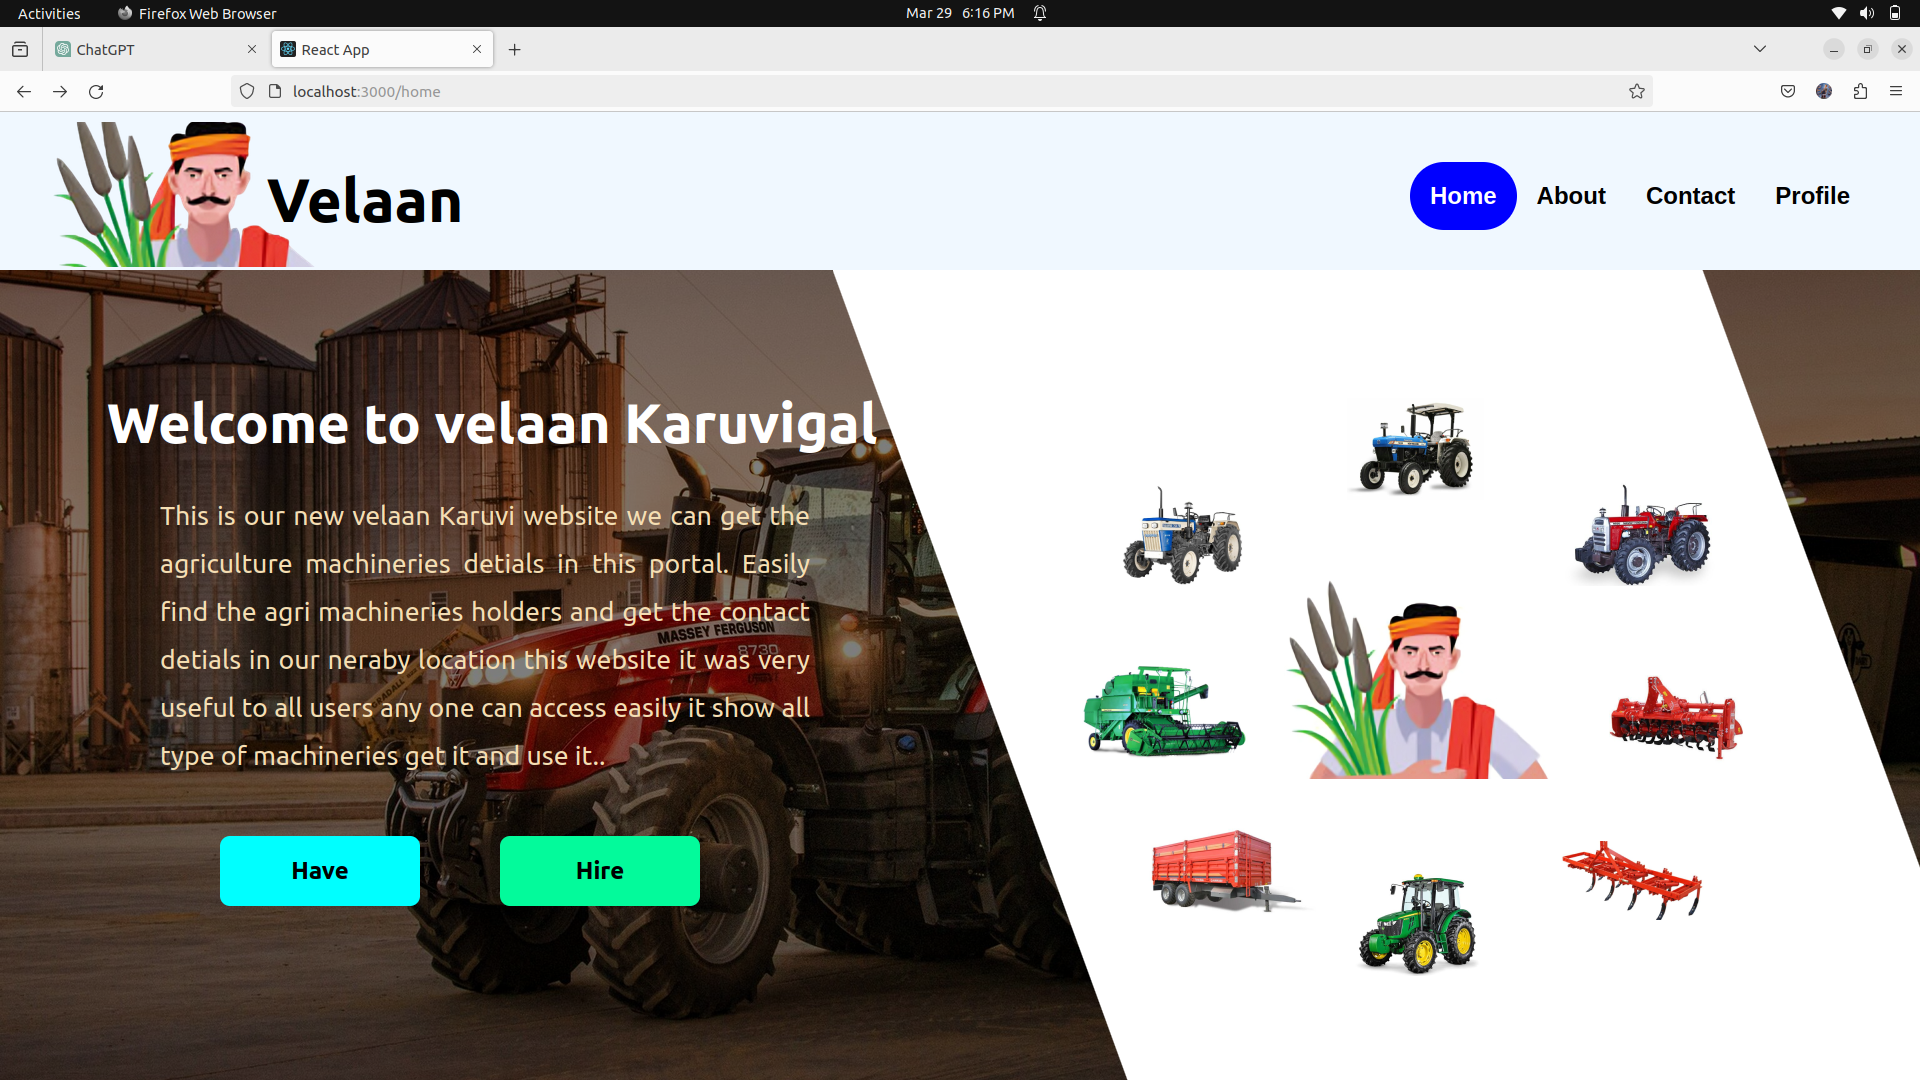 Activities
Firefox Web Browser
Mar 29 6:16 PM
ChatGPT
React App
localhost:3000/home
Velaan
Home
About
Contact
Profile
Welcome to velaan Karuvigal
This is our new velaan Karuvi website we can get the
agriculture machineries detials in this portal. Easily
find the agri machineries holders and get the contact
detials in our neraby location this website it was very
useful to all users any one can access easily it show all
type of machineries get it and use it..
MASSEY FERGUSON
8730
Have
Hire